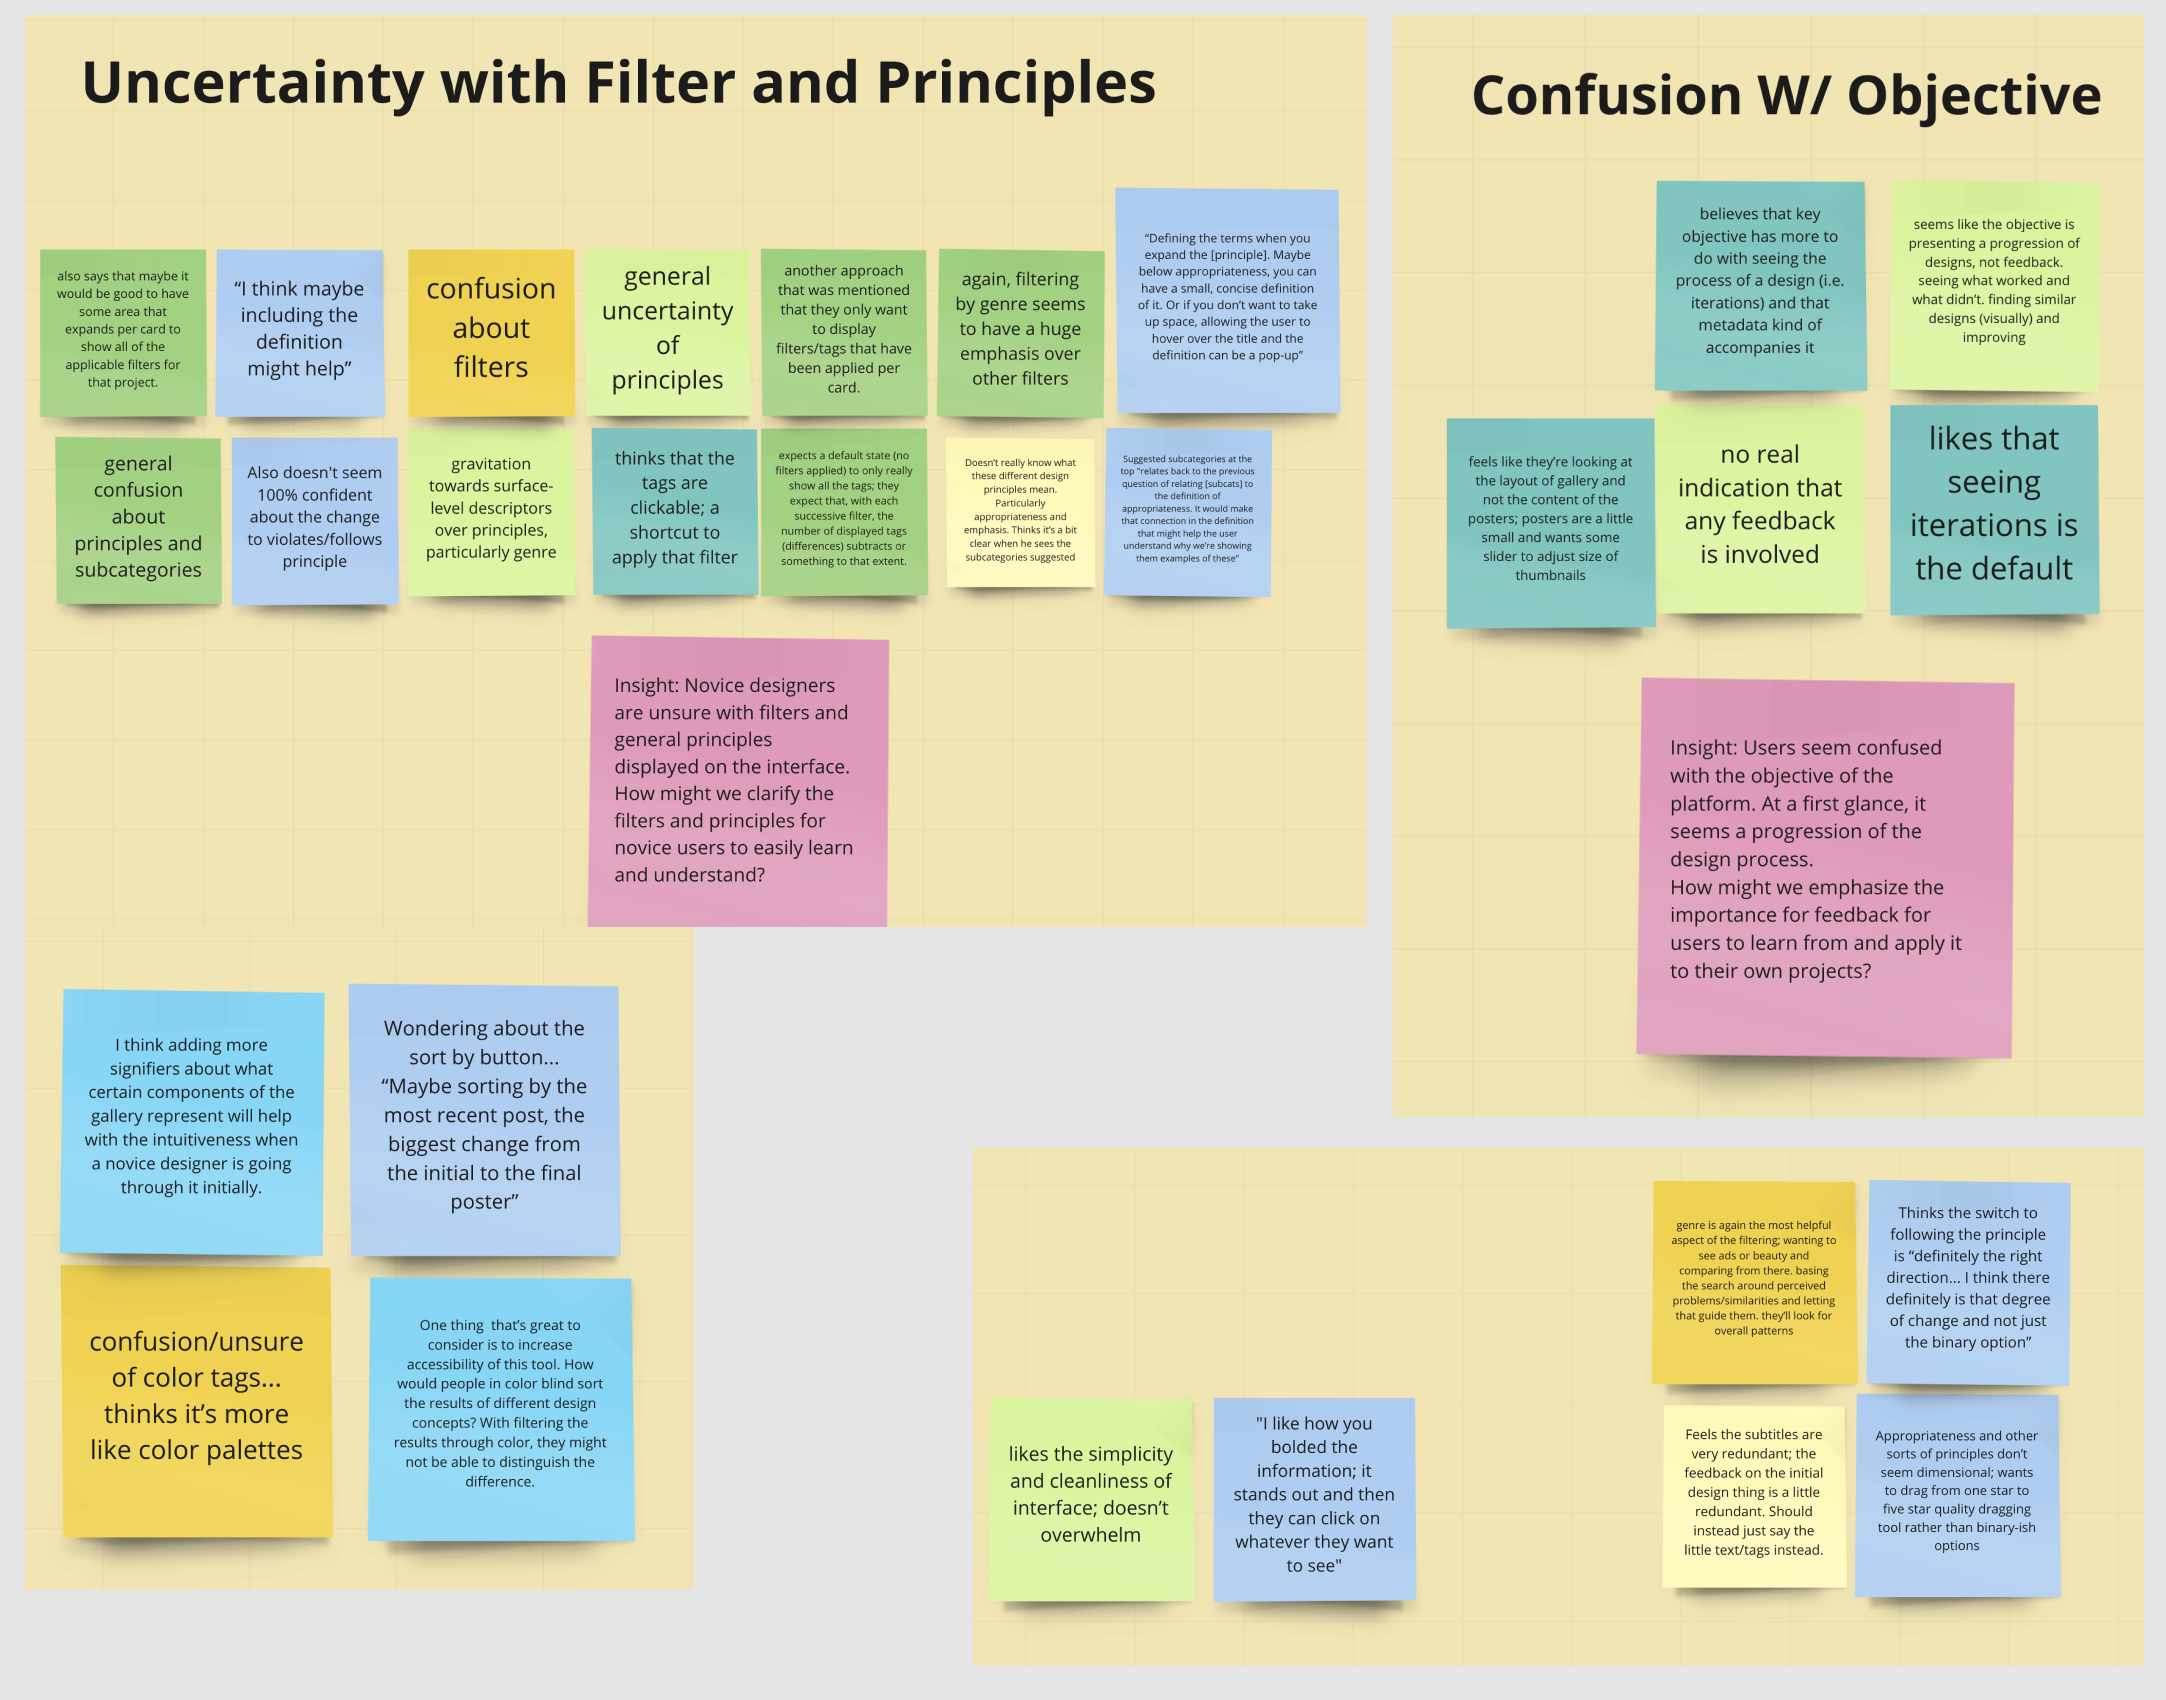 Uncertainty with Filter and Principles
also says that maybe it
would be good to have
some area that
expands per card to
show all of the
applicable filters for
that project.
“I think maybe
including the
definition
might help”
confusion
about
filters
general
uncertainty
of
principles
another approach
that was mentioned
that they only want
to display
filters/tags that have
been applied per
card.
again, filtering
by genre seems
to have a huge
emphasis over
other filters
“Defining the terms when you
expand the [principle]. Maybe
below appropriateness, you can
have a small, concise definition
of it. Or if you don’t want to take
up space, allowing the user to
hover over the title and the
definition can be a pop-up”
general
confusion
about
principles and
subcategories
Also doesn't seem
100% confident
about the change
to violates/follows
principle
gravitation
towards surface-
level descriptors
over principles,
particularly genre
thinks that the
tags are
clickable; a
shortcut to
apply that filter
expects a default state (no
filters applied) to only really
show all the tags; they
expect that, with each
successive filter, the
number of displayed tags
(differences) subtracts or
something to that extent.
Doesn’t really know what
these different design
principles mean.
Particularly
appropriateness and
emphasis. Thinks it’s a bit
clear when he sees the
subcategories suggested
Suggested subcategories at the
top "relates back to the previous
question of relating [subcats] to
the definition of
appropriateness. It would make
that connection in the definition
that might help the user
understand why we’re showing
them examples of these"
Insight: Novice designers
are unsure with filters and
general principles
displayed on the interface.
How might we clarify the
filters and principles for
novice users to easily learn
and understand?
Confusion W/ Objective
believes that key
objective has more to
do with seeing the
process of a design (i.e.
iterations) and that
metadata kind of
accompanies it
seems like the objective is
presenting a progression of
designs, not feedback.
seeing what worked and
what didn’t. finding similar
designs (visually) and
improving
feels like they’re looking at
the layout of gallery and
not the content of the
posters; posters are a little
small and wants some
slider to adjust size of
thumbnails
no real
indication that
any feedback
is involved
likes that
seeing
iterations is
the default
Insight: Users seem confused
with the objective of the
platform. At a first glance, it
seems a progression of the
design process.
How might we emphasize the
importance for feedback for
users to learn from and apply it
to their own projects?
I think adding more
signifiers about what
certain components of the
gallery represent will help
with the intuitiveness when
a novice designer is going
through it initially.
Wondering about the
sort by button...
“Maybe sorting by the
most recent post, the
biggest change from
the initial to the final
poster”
confusion/unsure
of color tags...
thinks it’s more
like color palettes
One thing that’s great to
consider is to increase
accessibility of this tool. How
would people in color blind sort
the results of different design
concepts? With filtering the
results through color, they might
not be able to distinguish the
difference.
likes the simplicity
and cleanliness of
interface; doesn’t
overwhelm
"I like how you
bolded the
information; it
stands out and then
they can click on
whatever they want
to see"
genre is again the most helpful
aspect of the filtering; wanting to
see ads or beauty and
comparing from there. basing
the search around perceived
problems/similarities and letting
that guide them. they’ll look for
overall patterns
Thinks the switch to
following the principle
is “definitely the right
direction... I think there
definitely is that degree
of change and not just
the binary option”
Feels the subtitles are
very redundant; the
feedback on the initial
design thing is a little
redundant. Should
instead just say the
little text/tags instead.
Appropriateness and other
sorts of principles don’t
seem dimensional; wants
to drag from one star to
five star quality dragging
tool rather than binary-ish
options